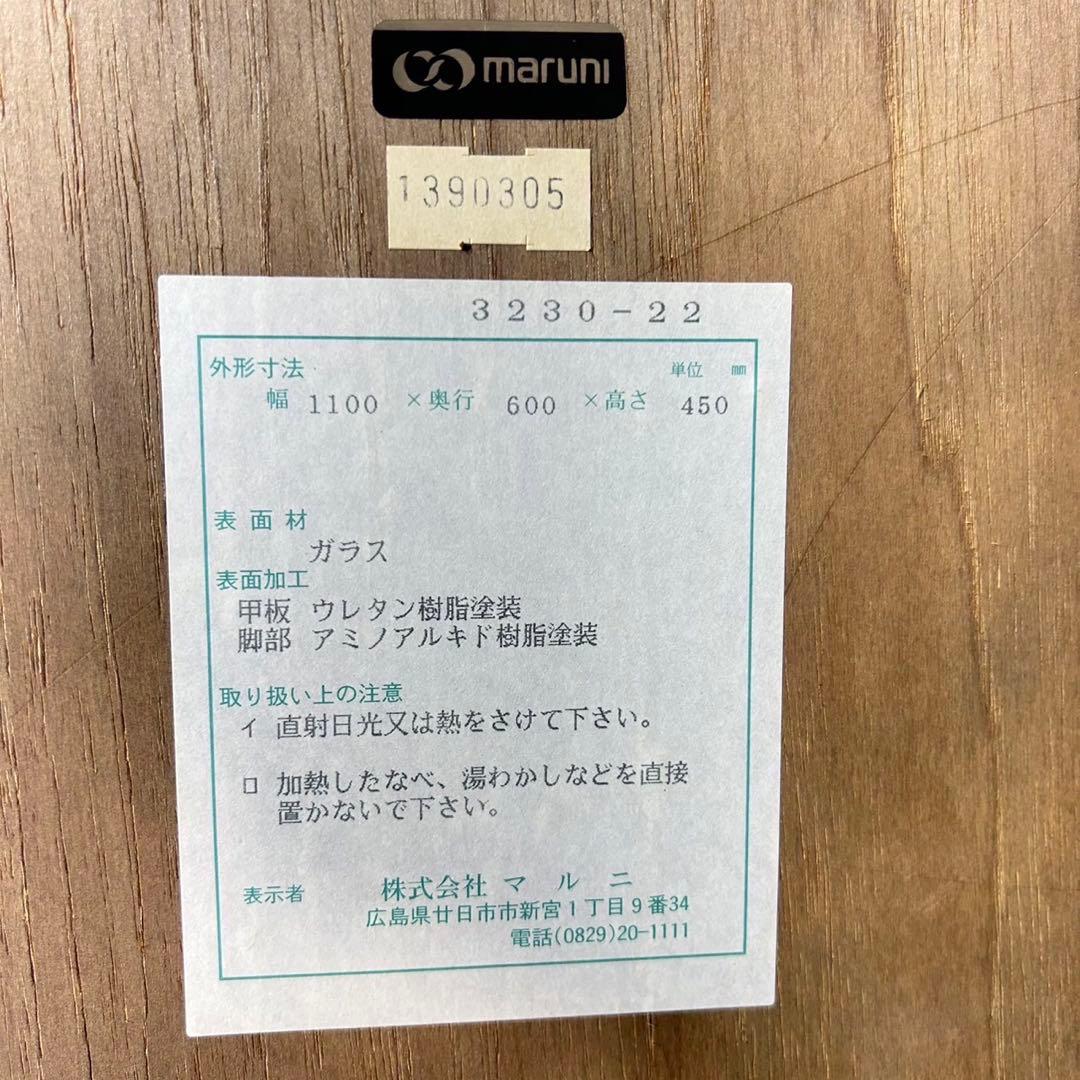 maruni
1390305
3230-22
外形寸法 単位 ㎜
幅 1100 ×奥行 600 ×高さ 450
表面材
ガラス
表面加工
甲板 ウレタン樹脂塗装
脚部 アミノアルキド樹脂塗装
取り扱い上の注意
イ 直射日光又は熱をさけて下さい。
ロ 加熱したなべ、湯わかしなどを直接
置かないで下さい。
表示者 株式会社 マルニ
広島県廿日市市新宮1丁目9番34
電話(0829)20-1111